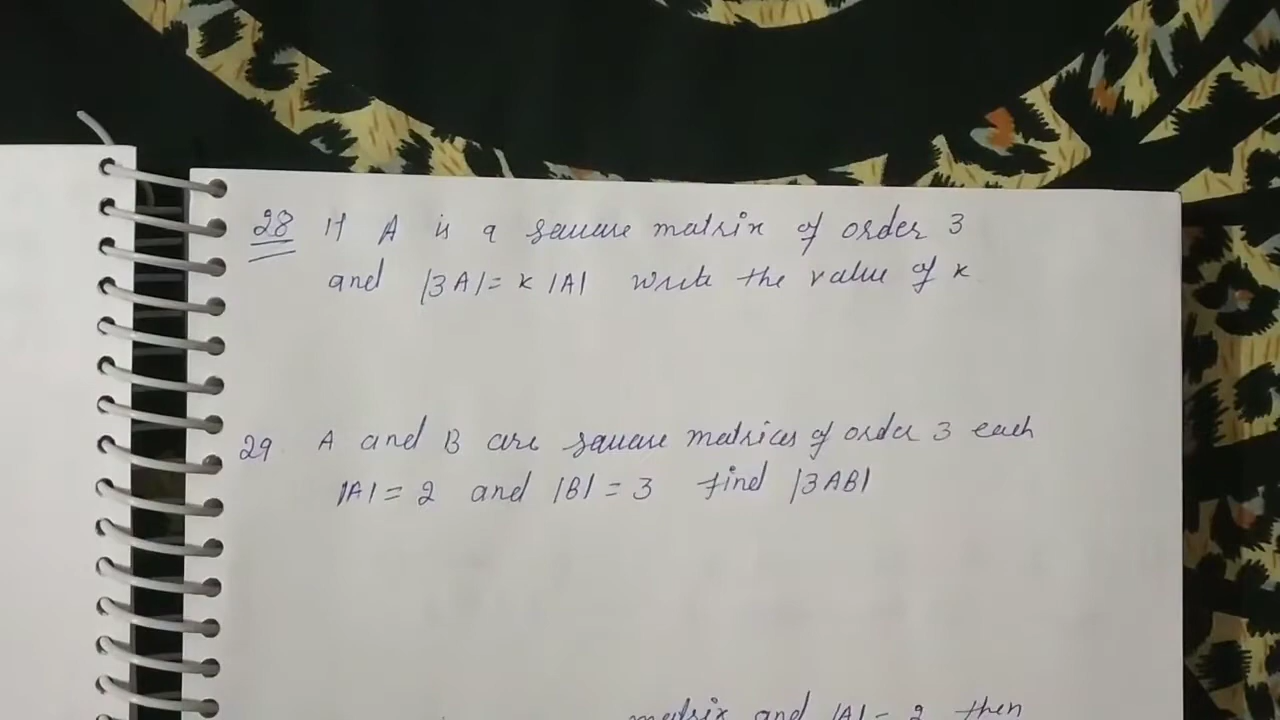 28 If A is a square matrix of order 3
and |3A| = k |A| write the value of k
29 A and B are square matrices of order 3 each
|A| = 2 and |B| = 3 find |3AB|
matrix and |A| = 2 then